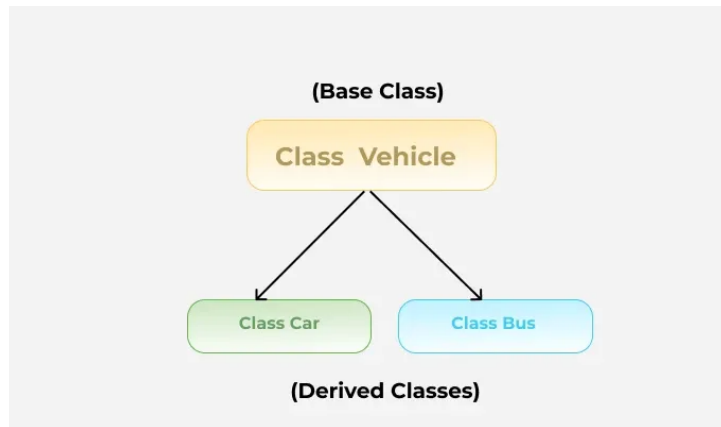 (Base Class)
Class Vehicle
Class Car
Class Bus
(Derived Classes)